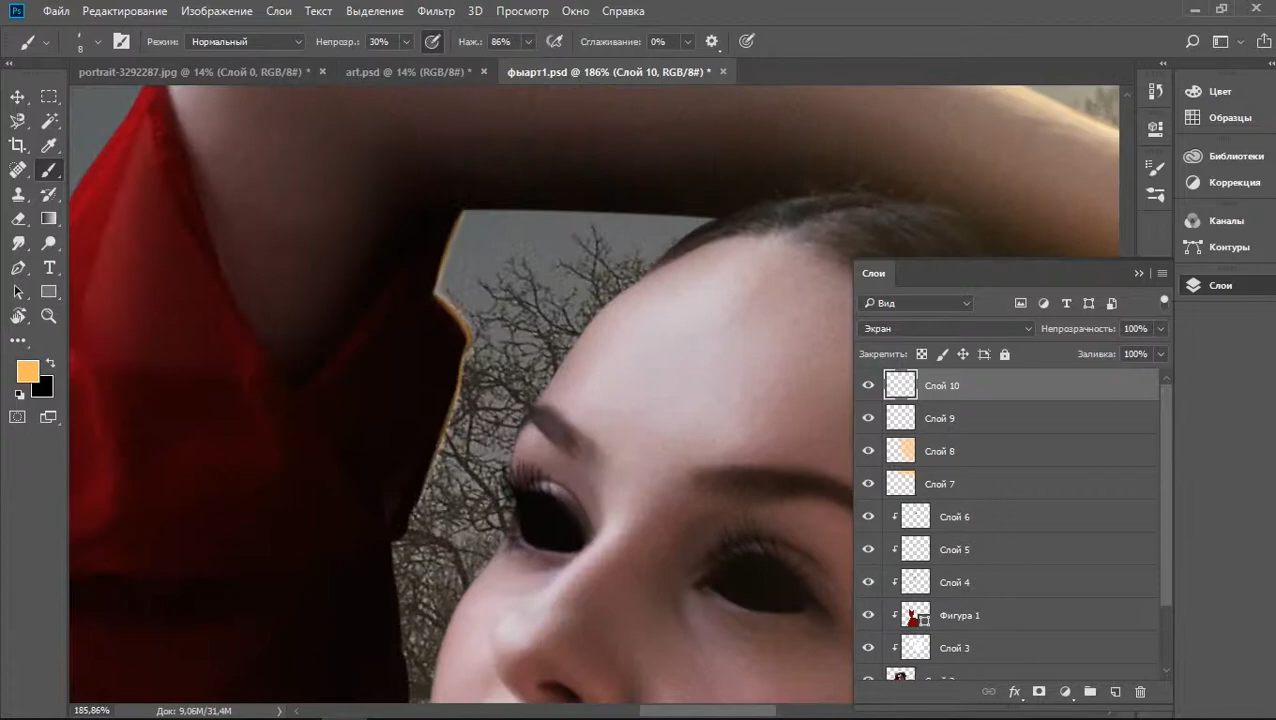 Ps Файл Редактирование Изображение Слои Текст Выделение Фильтр 3D Просмотр Окно Справка
8 Режим: Нормальный Непрозр.: 30% Наж.: 86% Сглаживание: 0%
portrait-3292287.jpg @ 14% (Слой 0, RGB/8#) * art.psd @ 14% (RGB/8#) * фыарт1.psd @ 186% (Слой 10, RGB/8#) *
Цвет
Образцы
Библиотеки
Коррекция
Каналы
Контуры
Слои
Слои
Вид
Экран Непрозрачность: 100%
Закрепить: Заливка: 100%
Слой 10
Слой 9
Слой 8
Слой 7
Слой 6
Слой 5
Слой 4
Фигура 1
Слой 3
fx
185,86% Док: 9,06M/31,4M